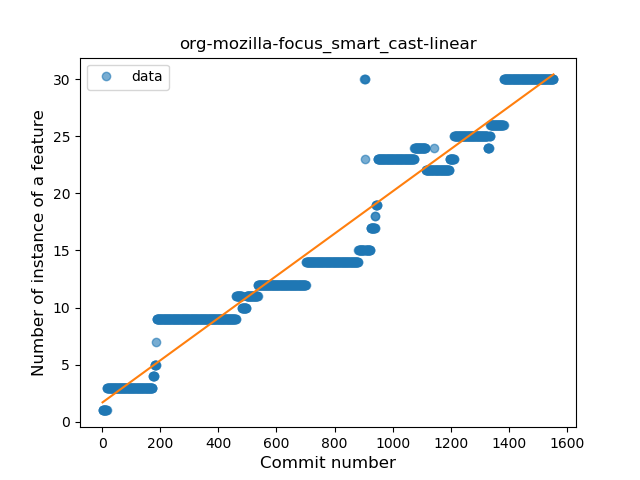 org-mozilla-focus_smart_cast-linear
data
Number of instance of a feature
30
25
20
15
10
5
0
0 200 400 600 800 1000 1200 1400 1600
Commit number